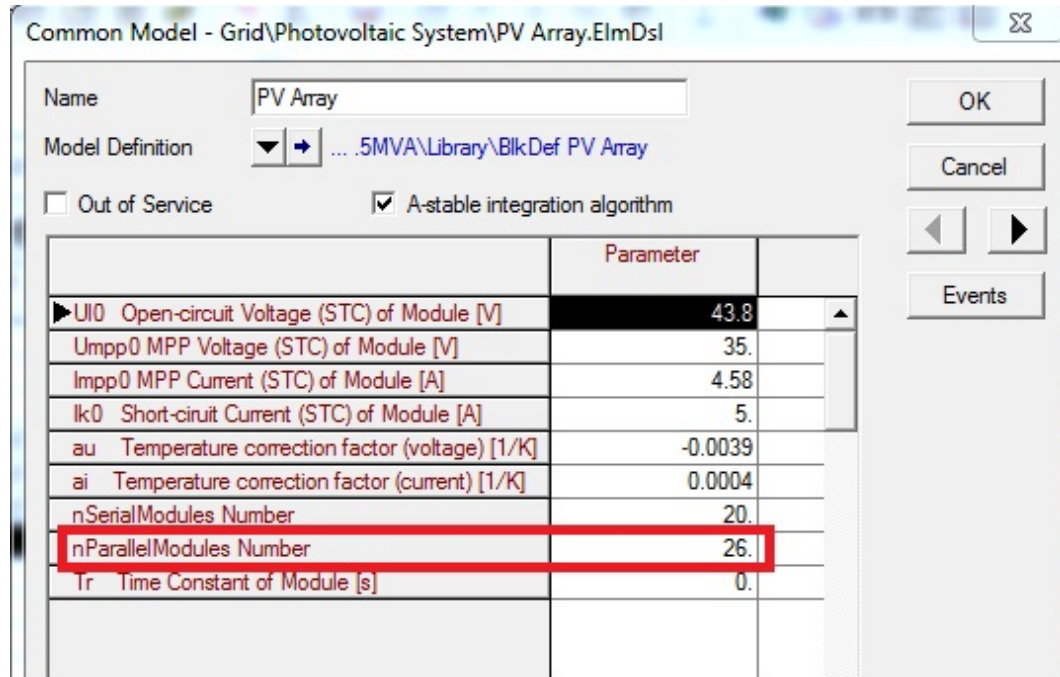 Common Model - Grid\Photovoltaic System\PV Array.ElmDsl
Name PV Array OK
Model Definition ... .5MVA\Library\BlkDef PV Array
Cancel
Out of Service A-stable integration algorithm
Parameter
Events
Ul0 Open-circuit Voltage (STC) of Module [V] 43.8
Umpp0 MPP Voltage (STC) of Module [V] 35.
Impp0 MPP Current (STC) of Module [A] 4.58
Ik0 Short-ciruit Current (STC) of Module [A] 5.
au Temperature correction factor (voltage) [1/K] -0.0039
ai Temperature correction factor (current) [1/K] 0.0004
nSerialModules Number 20.
nParallelModules Number 26.
Tr Time Constant of Module [s] 0.